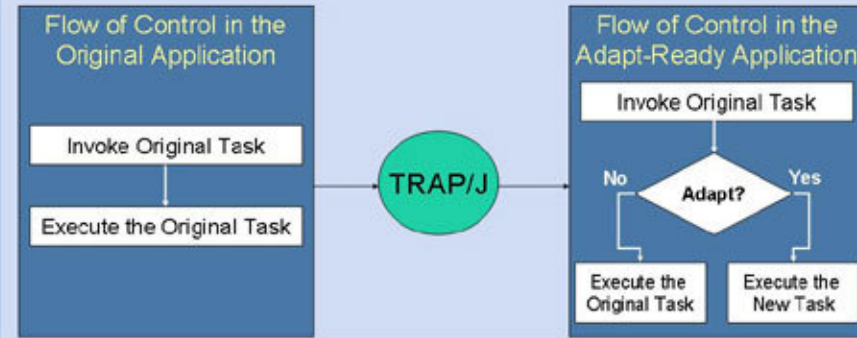 Flow of Control in the
Original Application
Invoke Original Task
Execute the Original Task
TRAP/J
Flow of Control in the
Adapt-Ready Application
Invoke Original Task
Adapt?
No
Yes
Execute the
Original Task
Execute the
New Task